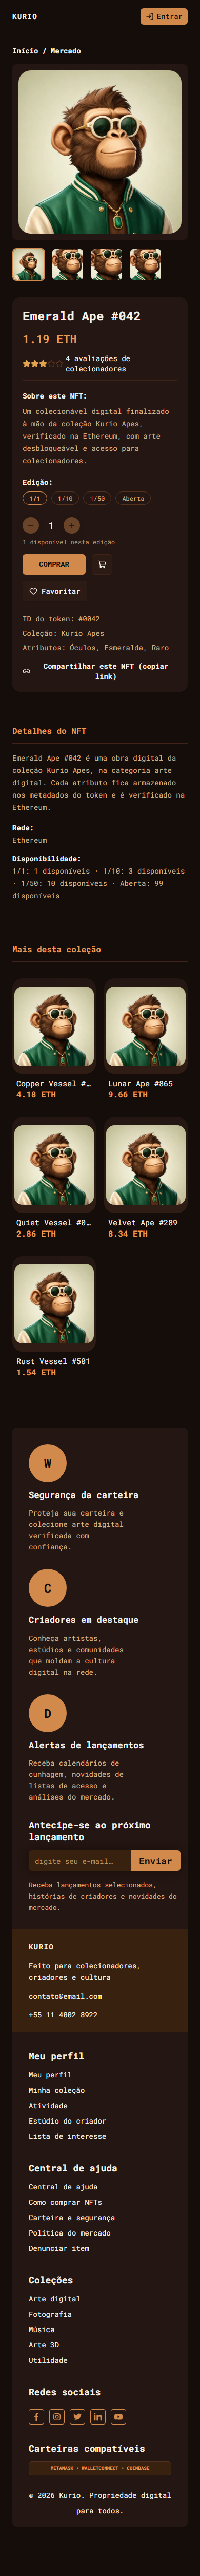 KURIO
Entrar
Início / Mercado
Emerald Ape #042
1.19 ETH
4 avaliações de
colecionadores
Sobre este NFT:
Um colecionável digital finalizado
à mão da coleção Kurio Apes,
verificado na Ethereum, com arte
desbloqueável e acesso para
colecionadores.
Edição:
1/1 1/10 1/50 Aberta
− 1 +
1 disponível nesta edição
COMPRAR
Favoritar
ID do token: #0042
Coleção: Kurio Apes
Atributos: Óculos, Esmeralda, Raro
Compartilhar este NFT (copiar
link)
Detalhes do NFT
Emerald Ape #042 é uma obra digital da
coleção Kurio Apes, na categoria arte
digital. Cada atributo fica armazenado
nos metadados do token e é verificado na
Ethereum.
Rede:
Ethereum
Disponibilidade:
1/1: 1 disponíveis · 1/10: 3 disponíveis
· 1/50: 10 disponíveis · Aberta: 99
disponíveis
Mais desta coleção
Copper Vessel #…
4.18 ETH
Lunar Ape #865
9.66 ETH
Quiet Vessel #0…
2.86 ETH
Velvet Ape #289
8.34 ETH
Rust Vessel #501
1.54 ETH
W
Segurança da carteira
Proteja sua carteira e
colecione arte digital
verificada com
confiança.
C
Criadores em destaque
Conheça artistas,
estúdios e comunidades
que moldam a cultura
digital na rede.
D
Alertas de lançamentos
Receba calendários de
cunhagem, novidades de
listas de acesso e
análises do mercado.
Antecipe-se ao próximo
lançamento
digite seu e-mail…
Enviar
Receba lançamentos selecionados,
histórias de criadores e novidades do
mercado.
KURIO
Feito para colecionadores,
criadores e cultura
contato@email.com
+55 11 4002 8922
Meu perfil
Meu perfil
Minha coleção
Atividade
Estúdio do criador
Lista de interesse
Central de ajuda
Central de ajuda
Como comprar NFTs
Carteira e segurança
Política do mercado
Denunciar item
Coleções
Arte digital
Fotografia
Música
Arte 3D
Utilidade
Redes sociais
Carteiras compatíveis
METAMASK · WALLETCONNECT · COINBASE
© 2026 Kurio. Propriedade digital
para todos.